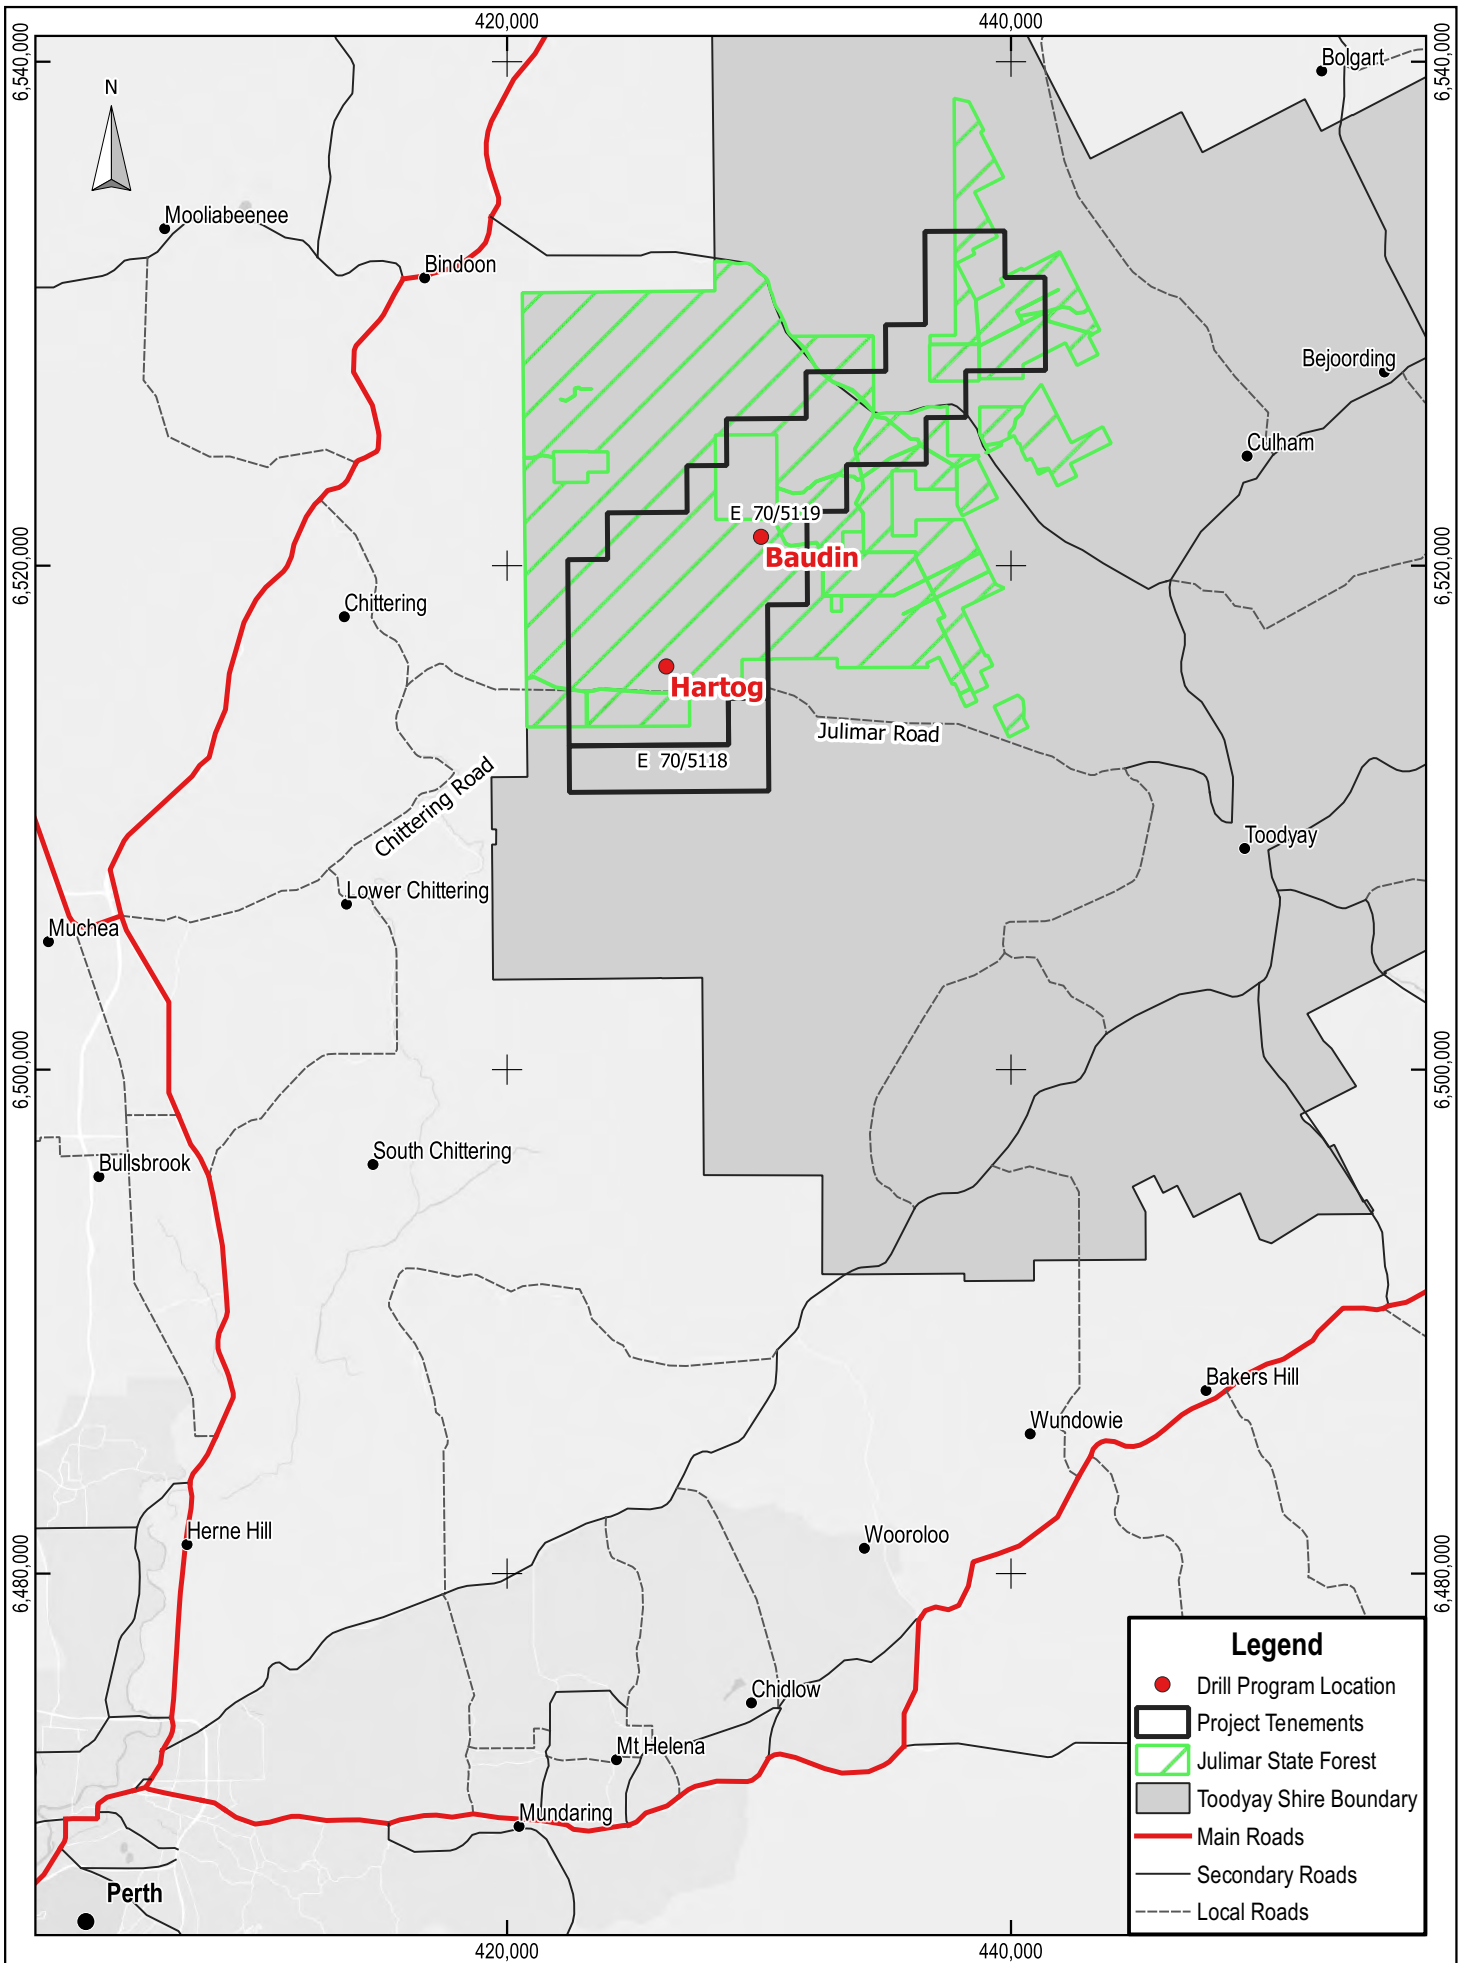 420,000
440,000
6,540,000
6,540,000
Bolgart
N
Mooliabeenee
Bindoon
Bejoording
Culham
E 70/5119
Baudin
6,520,000
6,520,000
Chittering
Hartog
Julimar Road
E 70/5118
Chittering Road
Toodyay
Lower Chittering
Muchea
6,500,000
6,500,000
South Chittering
Bullsbrook
Bakers Hill
Wundowie
Herne Hill
Wooroloo
6,480,000
6,480,000
Chidlow
Mt Helena
Mundaring
Perth
Legend
Drill Program Location
Project Tenements
Julimar State Forest
Toodyay Shire Boundary
Main Roads
Secondary Roads
Local Roads
420,000
440,000